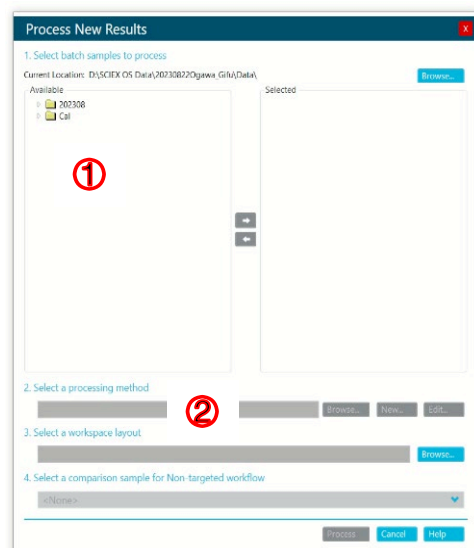 Process New Results
X
1. Select batch samples to process
Current Location: D:\SCIEX OS Data\20230822Ogawa_Gifu\Data\
Browse...
Available
Selected
202308
Cal
①
2. Select a processing method
②
Browse...
New...
Edit...
3. Select a workspace layout
Browse...
4. Select a comparison sample for Non-targeted workflow
<None>
Process
Cancel
Help